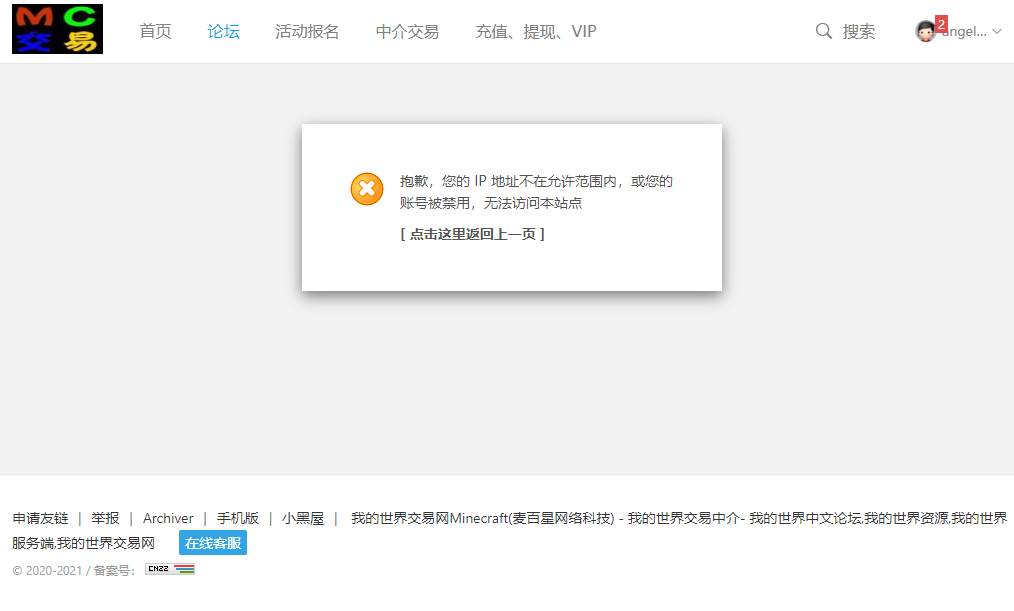 MC
交易
首页 论坛 活动报名 中介交易 充值、提现、VIP 搜索 2 angel...
抱歉，您的 IP 地址不在允许范围内，或您的
账号被禁用，无法访问本站点
[ 点击这里返回上一页 ]
申请友链 | 举报 | Archiver | 手机版 | 小黑屋 | 我的世界交易网Minecraft(麦百星网络科技) - 我的世界交易中介- 我的世界中文论坛,我的世界资源,我的世界
服务端,我的世界交易网 在线客服
© 2020-2021 / 备案号： CNZZ